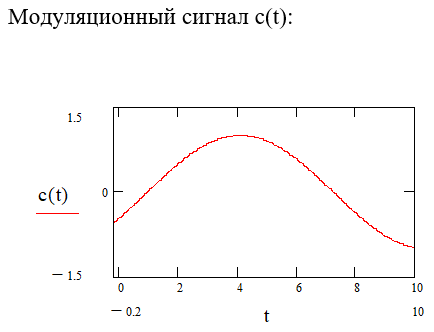 Модуляционный сигнал c(t):
1.5
c(t)
0
−1.5
0 2 4 6 8 10
−0.2 t 10